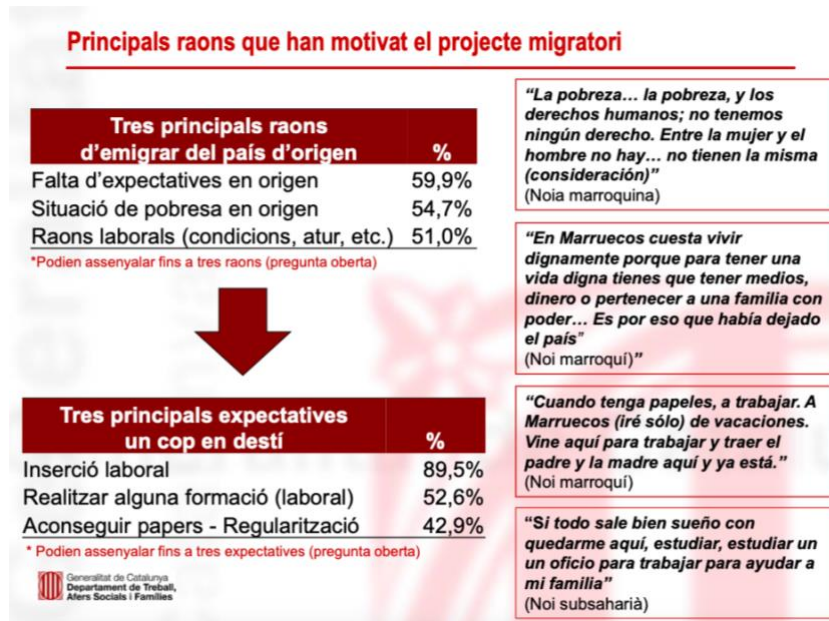 Principals raons que han motivat el projecte migratori
Tres principals raons
d’emigrar del país d’origen %
Falta d’expectatives en origen 59,9%
Situació de pobresa en origen 54,7%
Raons laborals (condicions, atur, etc.) 51,0%
*Podien assenyalar fins a tres raons (pregunta oberta)
Tres principals expectatives
un cop en destí %
Inserció laboral 89,5%
Realitzar alguna formació (laboral) 52,6%
Aconseguir papers - Regularització 42,9%
* Podien assenyalar fins a tres expectatives (pregunta oberta)
Generalitat de Catalunya
Departament de Treball,
Afers Socials i Famílies
“La pobreza… la pobreza, y los
derechos humanos; no tenemos
ningún derecho. Entre la mujer y el
hombre no hay… no tienen la misma
(consideración)”
(Noia marroquina)
“En Marruecos cuesta vivir
dignamente porque para tener una
vida digna tienes que tener medios,
dinero o pertenecer a una familia con
poder… Es por eso que había dejado
el país”
(Noi marroquí)”
“Cuando tenga papeles, a trabajar. A
Marruecos (iré sólo) de vacaciones.
Vine aquí para trabajar y traer el
padre y la madre aquí y ya está.”
(Noi marroquí)
“Si todo sale bien sueño con
quedarme aquí, estudiar, estudiar un
un oficio para trabajar para ayudar a
mi familia”
(Noi subsaharià)